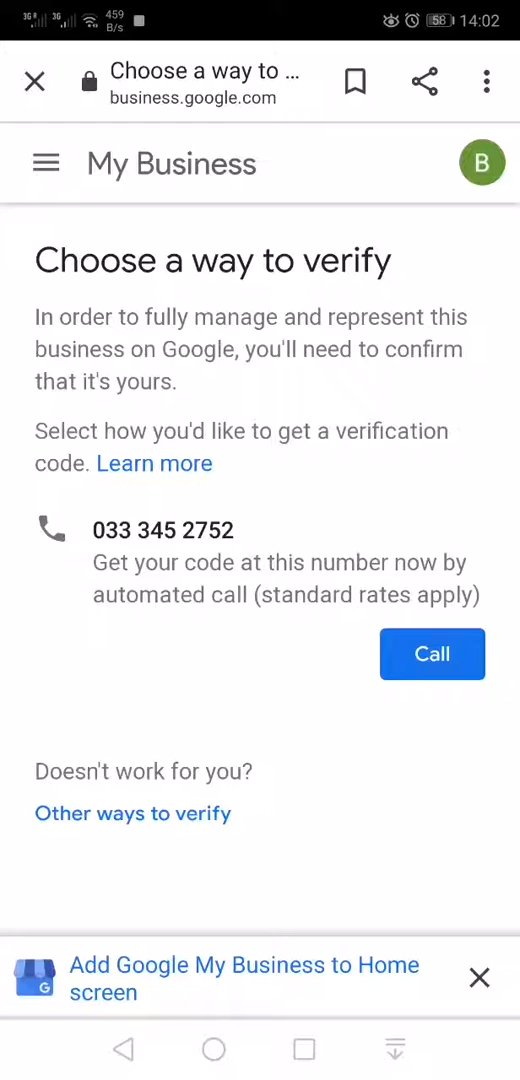 3G R 3G 459 B/s 58 14:02
Choose a way to ...
business.google.com
My Business B
Choose a way to verify
In order to fully manage and represent this
business on Google, you'll need to confirm
that it's yours.
Select how you'd like to get a verification
code. Learn more
033 345 2752
Get your code at this number now by
automated call (standard rates apply)
Call
Doesn't work for you?
Other ways to verify
Add Google My Business to Home
G screen